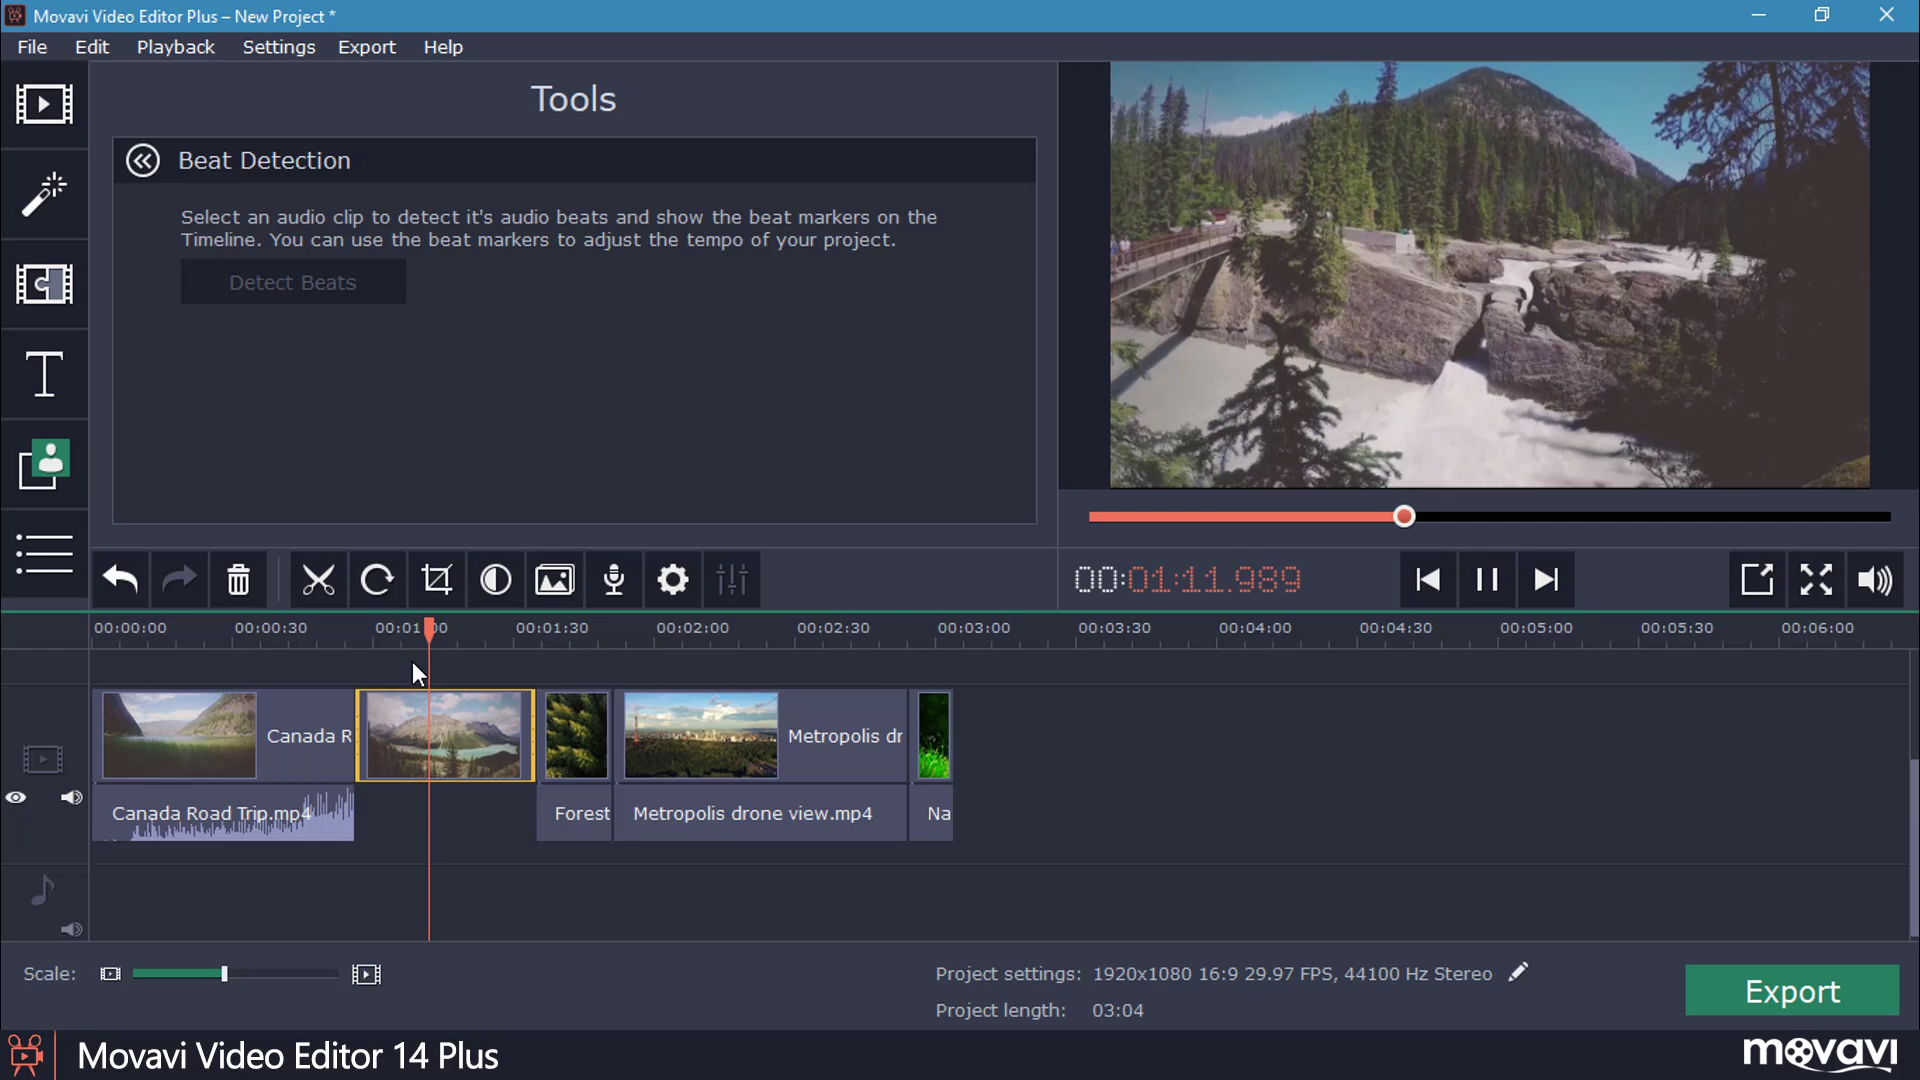 Movavi Video Editor Plus – New Project *
File Edit Playback Settings Export Help
Tools
Beat Detection
Select an audio clip to detect it's audio beats and show the beat markers on the
Timeline. You can use the beat markers to adjust the tempo of your project.
Detect Beats
T
00:01:11.989
00:00:00 00:00:30 00:01:00 00:01:30 00:02:00 00:02:30 00:03:00 00:03:30 00:04:00 00:04:30 00:05:00 00:05:30 00:06:00
Canada R Metropolis dr
Canada Road Trip.mp4 Forest Metropolis drone view.mp4 Na
Scale:
Project settings: 1920x1080 16:9 29.97 FPS, 44100 Hz Stereo
Project length: 03:04
Export
Movavi Video Editor 14 Plus
movavi